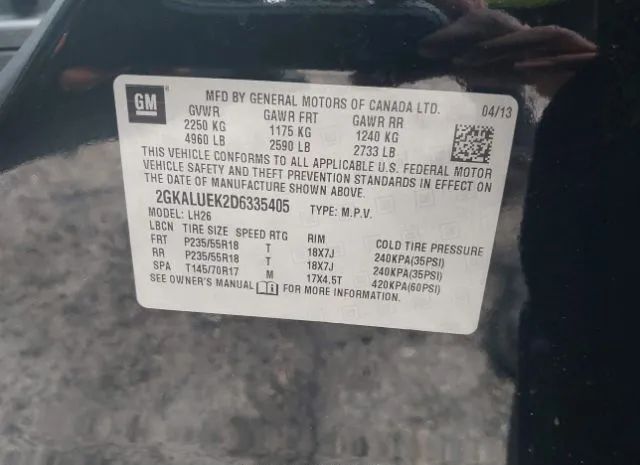 GM
MFD BY GENERAL MOTORS OF CANADA LTD. 04/13
GVWR GAWR FRT GAWR RR
2250 KG 1175 KG 1240 KG
4960 LB 2590 LB 2733 LB
THIS VEHICLE CONFORMS TO ALL APPLICABLE U.S. FEDERAL MOTOR
VEHICLE SAFETY AND THEFT PREVENTION STANDARDS IN EFFECT ON
THE DATE OF MANUFACTURE SHOWN ABOVE.
2GKALUEK2D6335405 TYPE: M.P.V.
MODEL: LH26
LBCN TIRE SIZE SPEED RTG RIM COLD TIRE PRESSURE
FRT P235/55R18 T 18X7J 240KPA(35PSI)
RR P235/55R18 T 18X7J 240KPA(35PSI)
SPA T145/70R17 M 17X4.5T 420KPA(60PSI)
SEE OWNER'S MANUAL FOR MORE INFORMATION.